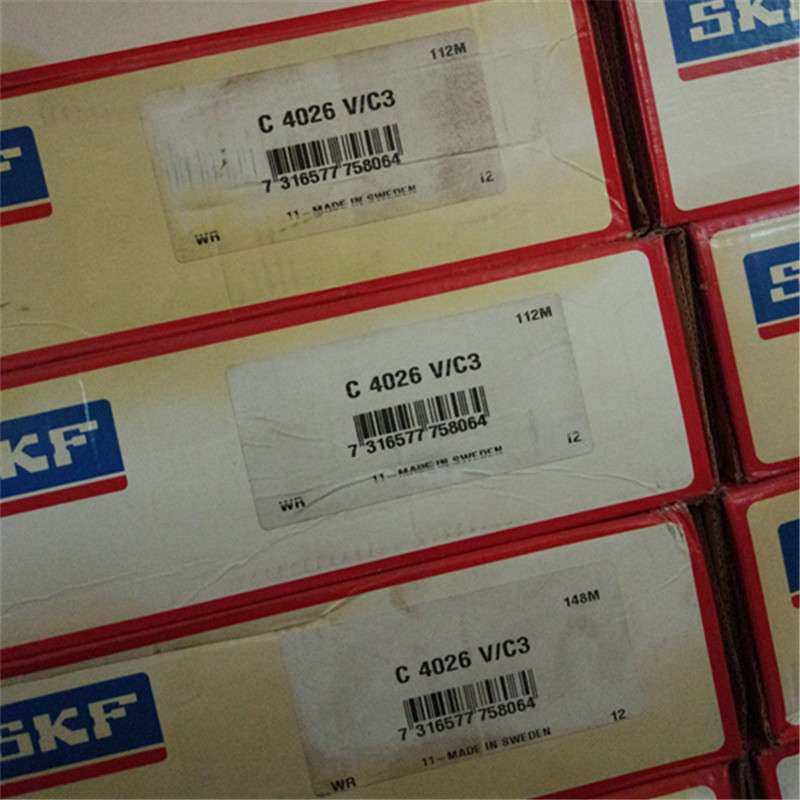 112M
C 4026 V/C3
7 316577 758064
11-MADE IN SWEDEN
12
WR
SKF
112M
C 4026 V/C3
7 316577 758064
11-MADE IN SWEDEN
12
WR
SKF
148M
C 4026 V/C3
7 316577 758064
11-MADE IN SWEDEN
12
WR
SKF